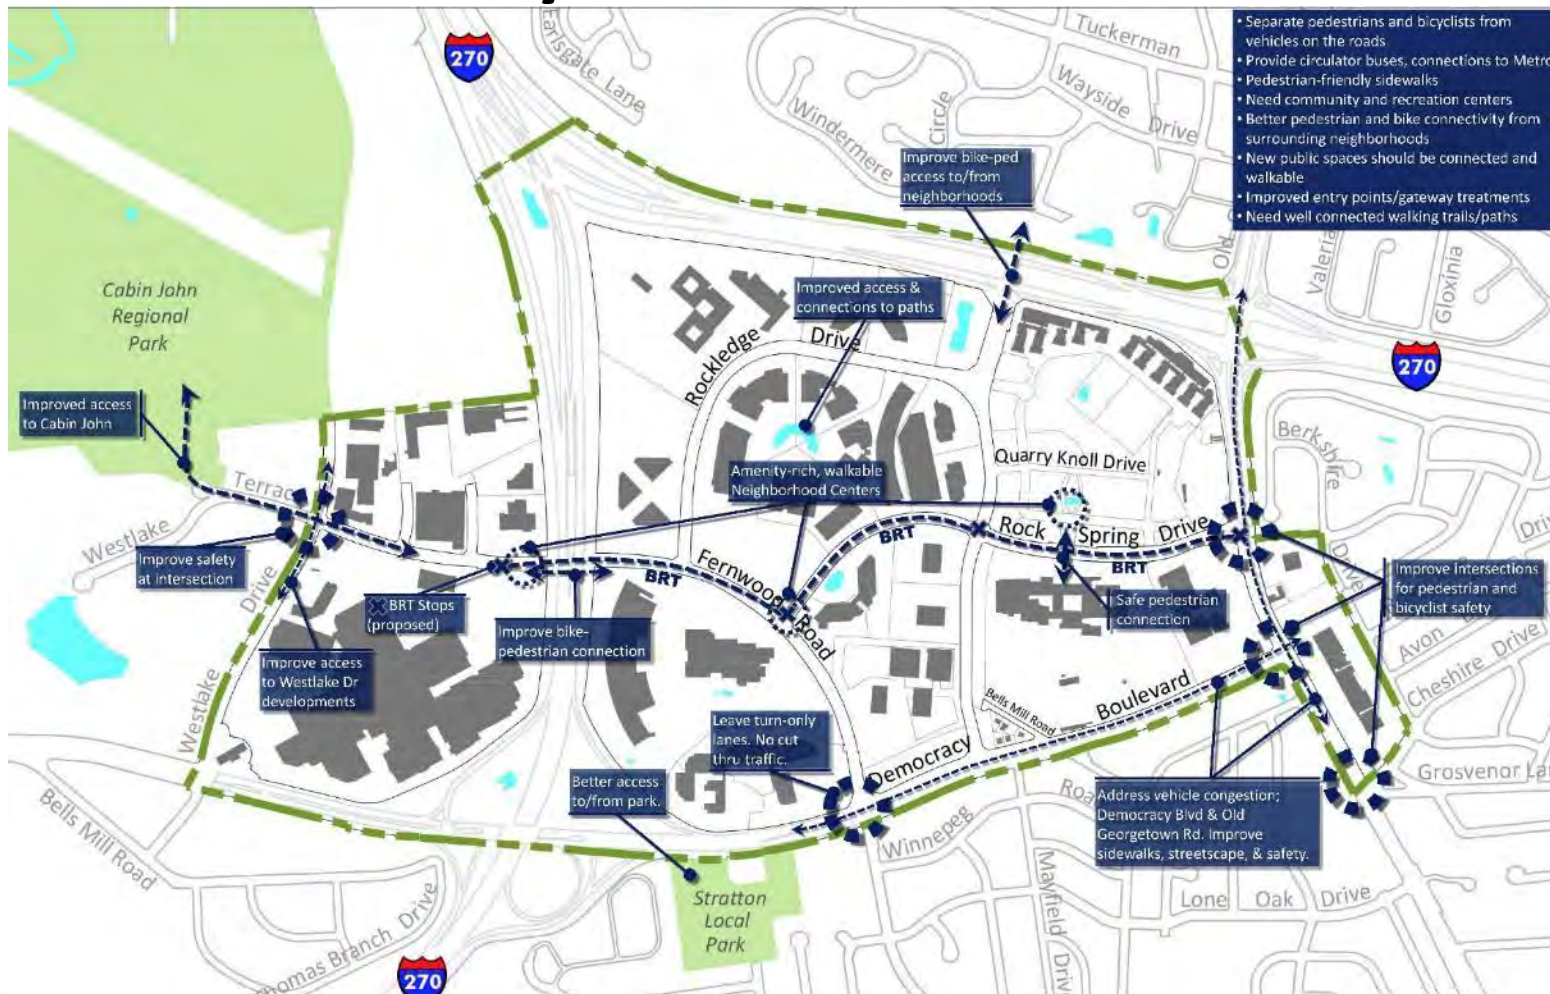 270
Tuckerman
Wayside Drive
Windermere
Circle
Lane
• Separate pedestrians and bicyclists from
vehicles on the roads
• Provide circulator buses, connections to Metro
• Pedestrian-friendly sidewalks
• Need community and recreation centers
• Better pedestrian and bike connectivity from
surrounding neighborhoods
• New public spaces should be connected and
walkable
• Improved entry points/gateway treatments
• Need well connected walking trails/paths
Improve bike-ped
access to/from
neighborhoods
Old
Valeria
Gloxinia
Cabin John
Regional
Park
Improved access &
connections to paths
Rockledge
Drive
270
Improved access
to Cabin John
Berkshire
Drive
Quarry Knoll Drive
Amenity-rich, walkable
Neighborhood Centers
Terrace
Westlake
Rock Spring Drive
BRT
BRT
BRT
Fernwood
Road
Improve safety
at intersection
Drive
Westlake
BRT Stops
(proposed)
Improve bike-
pedestrian connection
Safe pedestrian
connection
Improve Intersections
for pedestrian and
bicyclist safety
Improve access
to Westlake Dr
developments
Avon
Cheshire Drive
Bells Mill Road
Boulevard
Democracy
Leave turn-only
lanes. No cut
thru traffic.
Better access
to/from park.
Grosvenor
Address vehicle congestion;
Democracy Blvd & Old
Georgetown Rd. Improve
sidewalks, streetscape, & safety.
Winnepeg
Bells Mill Road
Mayfield
Lone Oak Drive
Stratton
Local
Park
Thomas Branch Drive
270